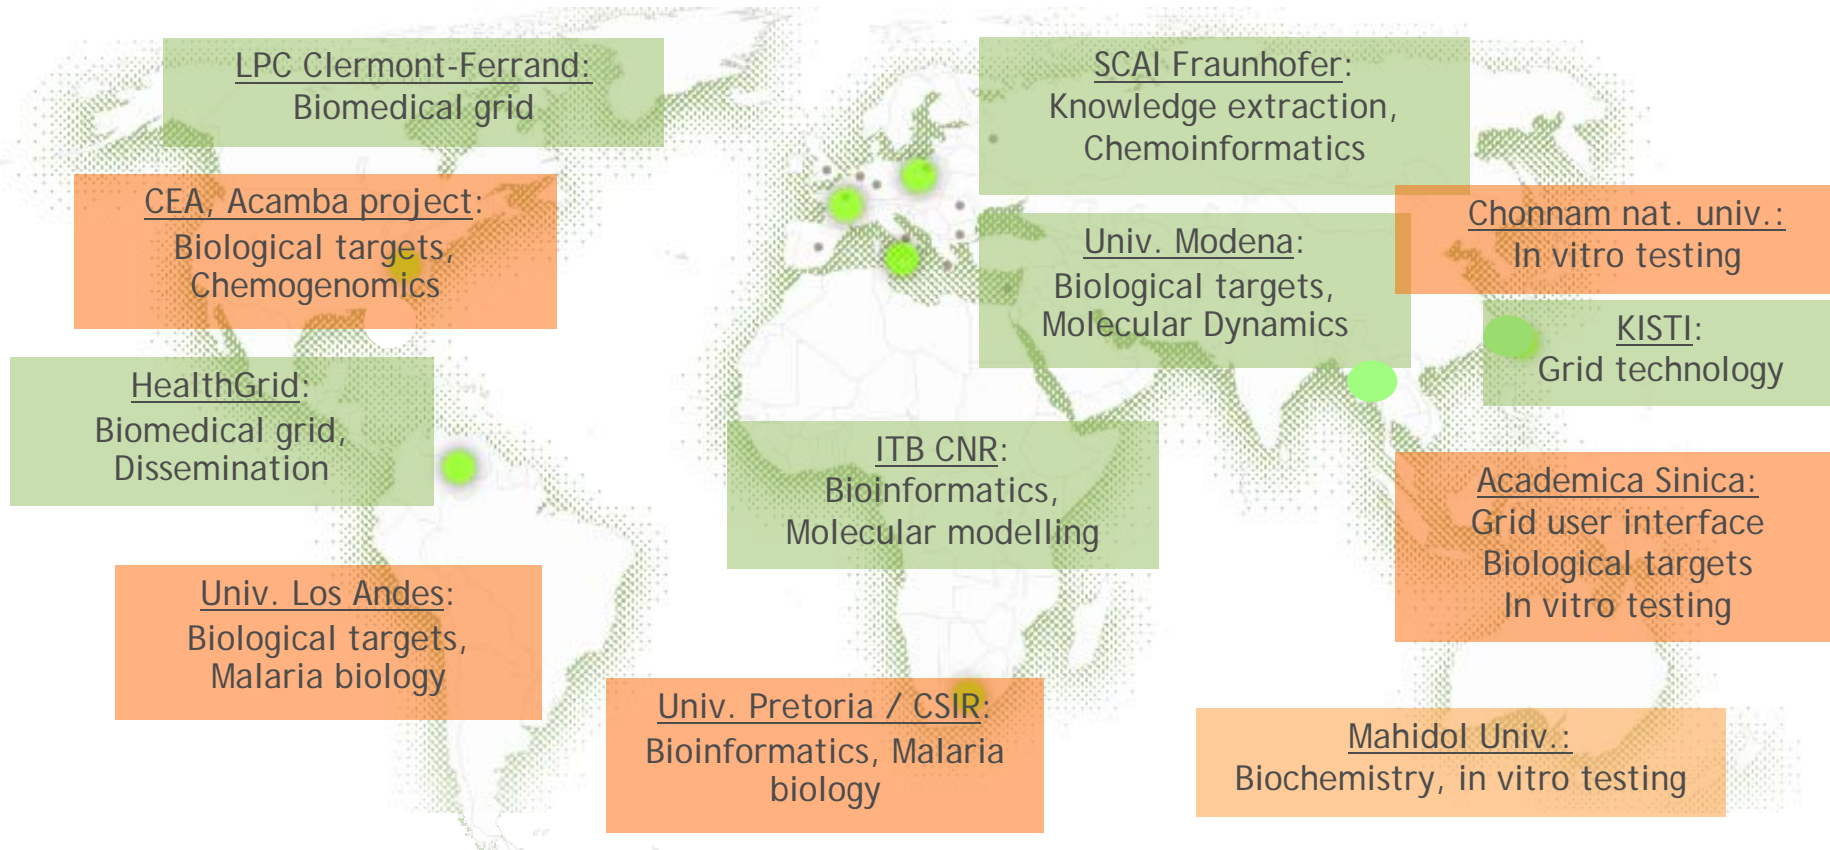 LPC Clermont-Ferrand:
Biomedical grid
SCAI Fraunhofer:
Knowledge extraction,
Chemoinformatics
CEA, Acamba project:
Biological targets,
Chemogenomics
Chonnam nat. univ.:
In vitro testing
Univ. Modena:
Biological targets,
Molecular Dynamics
KISTI:
Grid technology
HealthGrid:
Biomedical grid,
Dissemination
ITB CNR:
Bioinformatics,
Molecular modelling
Academica Sinica:
Grid user interface
Biological targets
In vitro testing
Univ. Los Andes:
Biological targets,
Malaria biology
Univ. Pretoria / CSIR:
Bioinformatics, Malaria
biology
Mahidol Univ.:
Biochemistry, in vitro testing